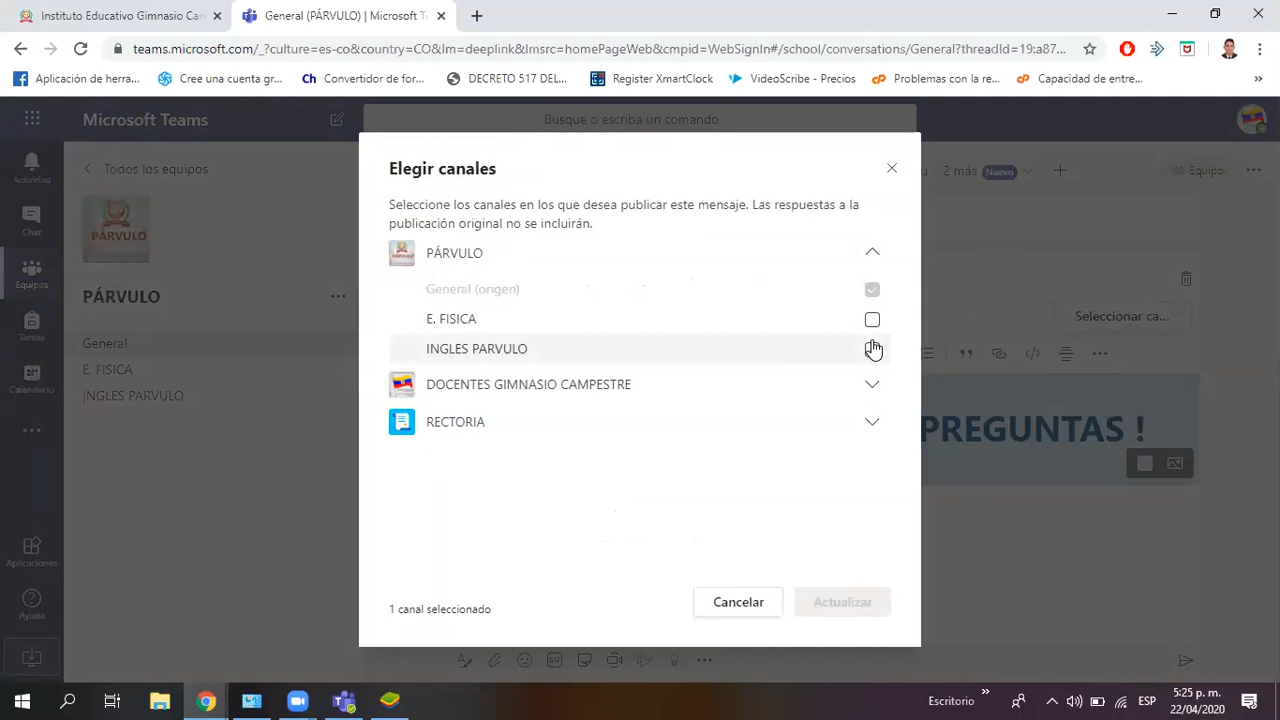 Instituto Educativo Gimnasio Car
General (PÁRVULO) | Microsoft T
teams.microsoft.com/_?culture=es-co&country=CO&lm=deeplink&lmsrc=homePageWeb&cmpid=WebSignIn#/school/conversations/General?threadId=19:a87...
Aplicación de herra...
Cree una cuenta gr...
Ch Convertidor de for...
DECRETO 517 DEL...
Register XmartClock
VideoScribe - Precios
Problemas con la re...
Capacidad de entre...
Microsoft Teams
Busque o escriba un comando
Actividad
Chat
Equipos
Tareas
Calendario
Aplicaciones
Ayuda
Todos los equipos
PÁRVULO
PÁRVULO
General
E. FÍSICA
INGLES PARVULO
2 más
Nuevo
Equipo
Seleccionar ca...
PREGUNTAS !
Elegir canales
Seleccione los canales en los que desea publicar este mensaje. Las respuestas a la
publicación original no se incluirán.
PÁRVULO
General (origen)
E. FISICA
INGLES PARVULO
DOCENTES GIMNASIO CAMPESTRE
RECTORIA
1 canal seleccionado
Cancelar
Actualizar
Escritorio
ESP
5:25 p. m.
22/04/2020